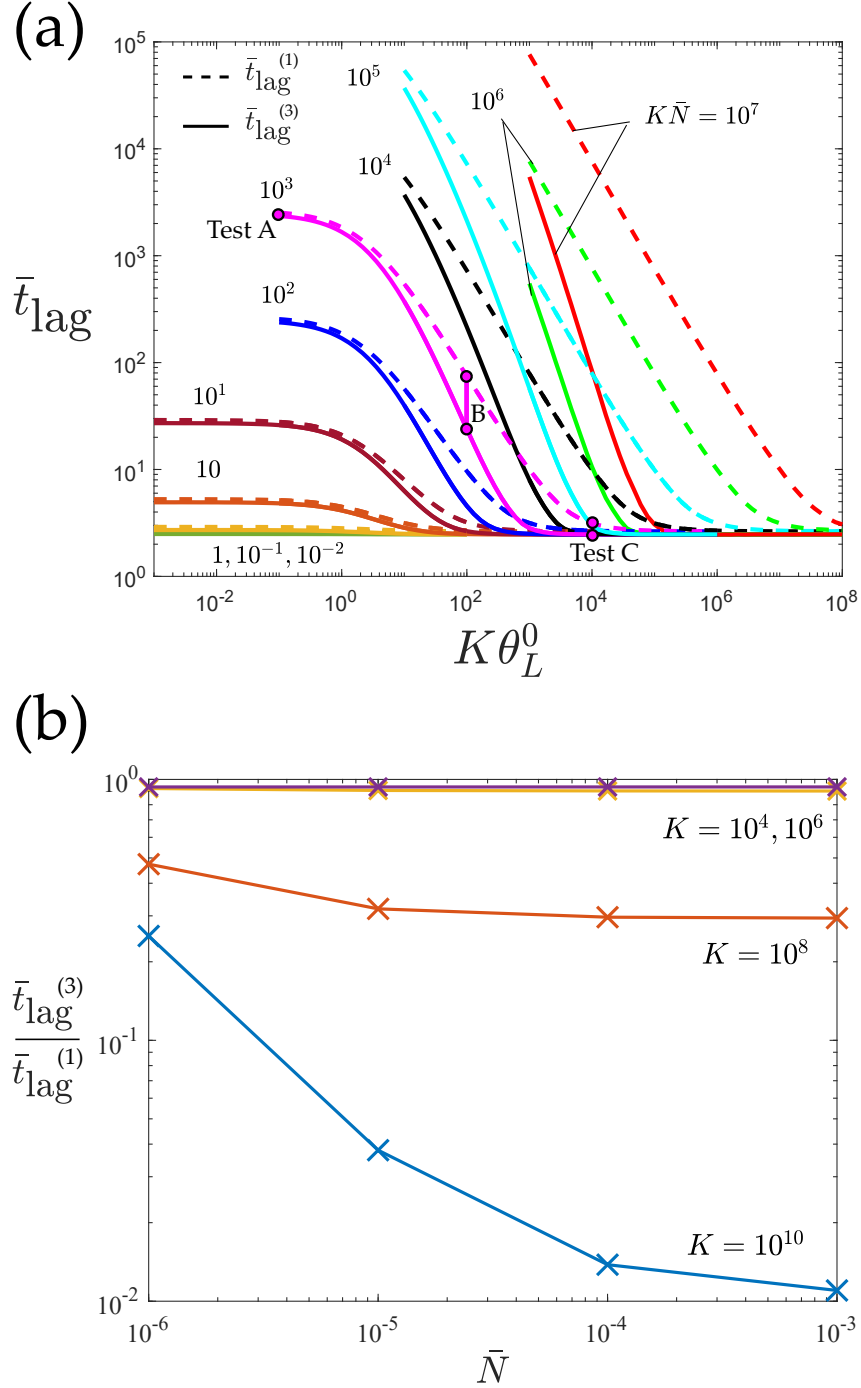 (a)
10^5
10^4
10^3
10^2
10^1
10^0
t̄_lag
t̄_lag^(1)
t̄_lag^(3)
10^5
10^6
KN̄ = 10^7
10^4
10^3
Test A
10^2
B
10^1
10
1, 10^-1, 10^-2
Test C
10^-2
10^0
10^2
10^4
10^6
10^8
Kθ_L^0
(b)
10^0
K = 10^4, 10^6
K = 10^8
t̄_lag^(3)
t̄_lag^(1)
10^-1
K = 10^10
10^-2
10^-6
10^-5
10^-4
10^-3
N̄